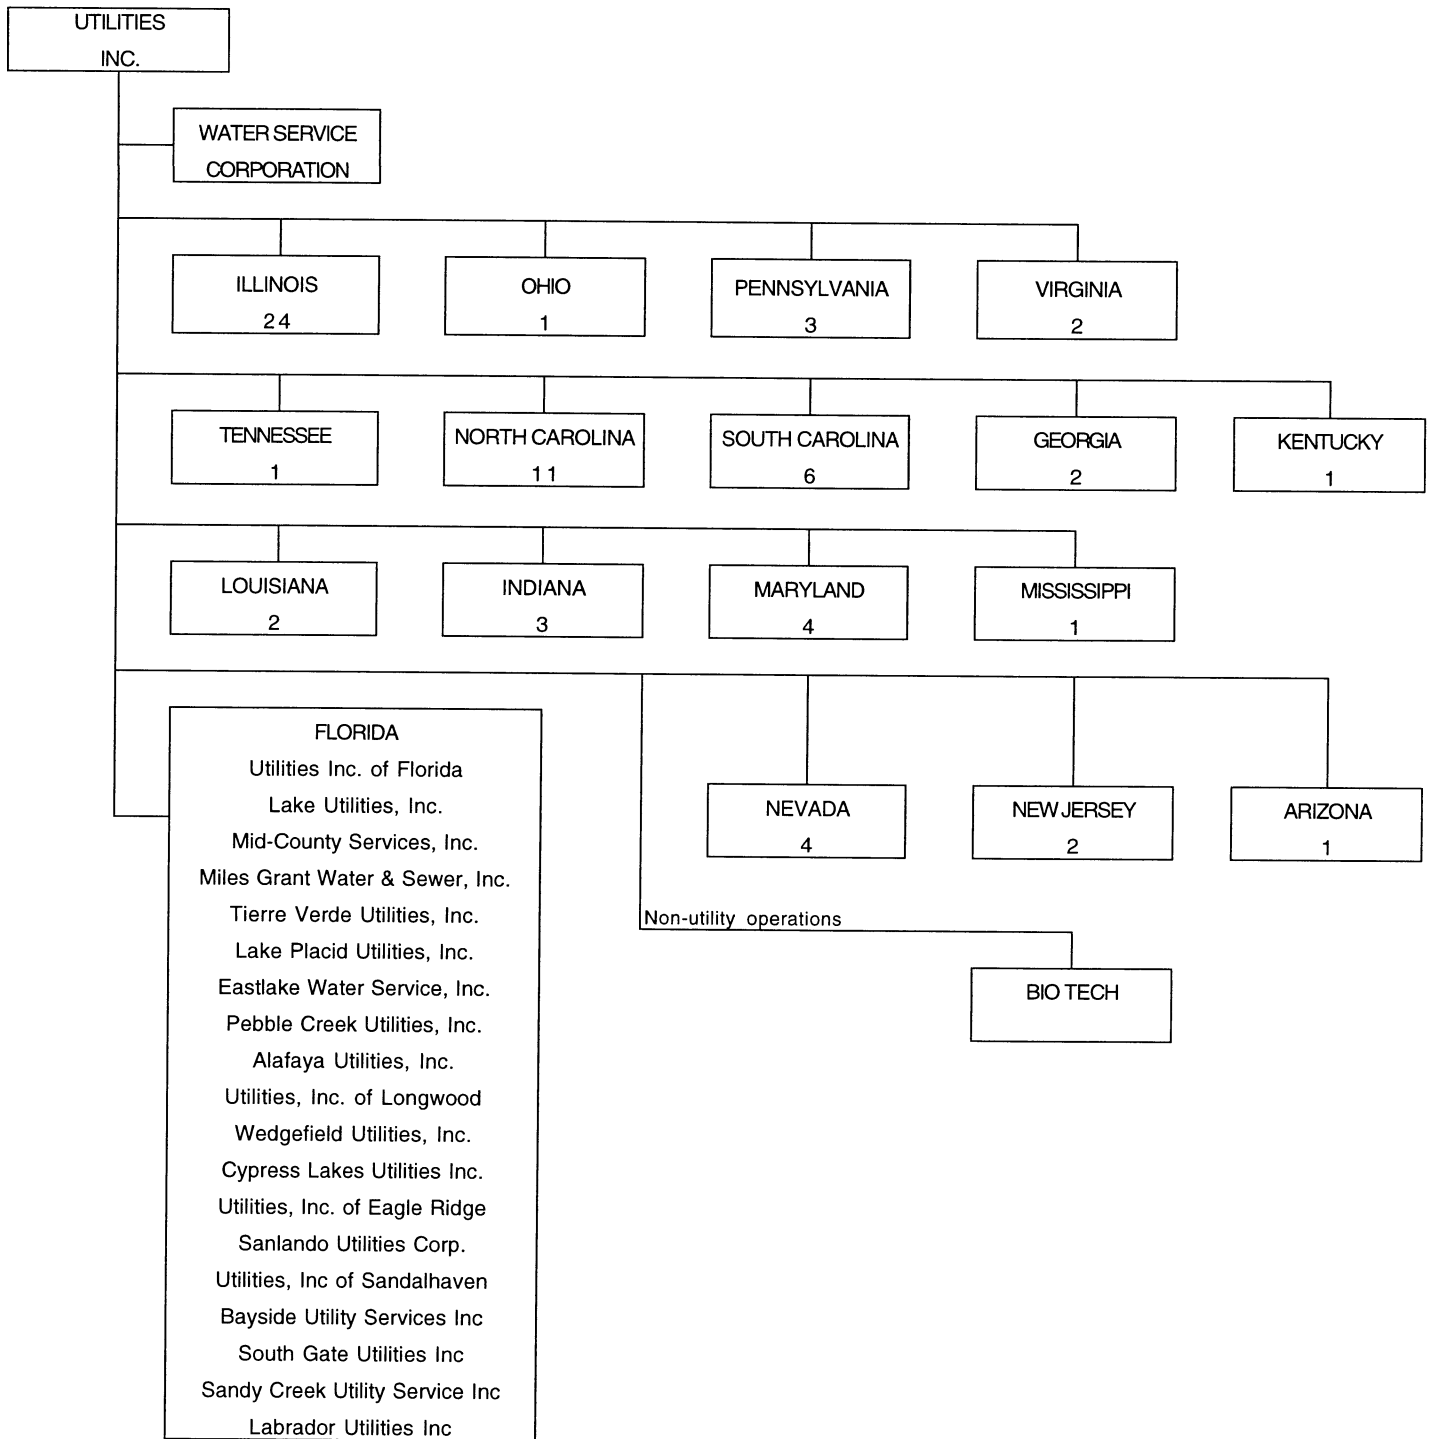 UTILITIES
INC.
WATER SERVICE
CORPORATION
ILLINOIS
24
OHIO
1
PENNSYLVANIA
3
VIRGINIA
2
TENNESSEE
1
NORTH CAROLINA
11
SOUTH CAROLINA
6
GEORGIA
2
KENTUCKY
1
LOUISIANA
2
INDIANA
3
MARYLAND
4
MISSISSIPPI
1
FLORIDA
Utilities Inc. of Florida
Lake Utilities, Inc.
Mid-County Services, Inc.
Miles Grant Water & Sewer, Inc.
Tierre Verde Utilities, Inc.
Lake Placid Utilities, Inc.
Eastlake Water Service, Inc.
Pebble Creek Utilities, Inc.
Alafaya Utilities, Inc.
Utilities, Inc. of Longwood
Wedgefield Utilities, Inc.
Cypress Lakes Utilities Inc.
Utilities, Inc. of Eagle Ridge
Sanlando Utilities Corp.
Utilities, Inc of Sandalhaven
Bayside Utility Services Inc
South Gate Utilities Inc
Sandy Creek Utility Service Inc
Labrador Utilities Inc
NEVADA
4
NEW JERSEY
2
ARIZONA
1
Non-utility operations
BIO TECH